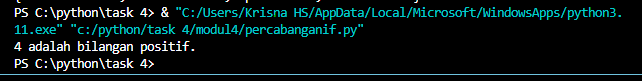 PS C:\python\task 4> & "C:/Users/Krisna HS/AppData/Local/Microsoft/WindowsApps/python3.
11.exe" "c:/python/task 4/modul4/percabanganif.py"
4 adalah bilangan positif.
PS C:\python\task 4>